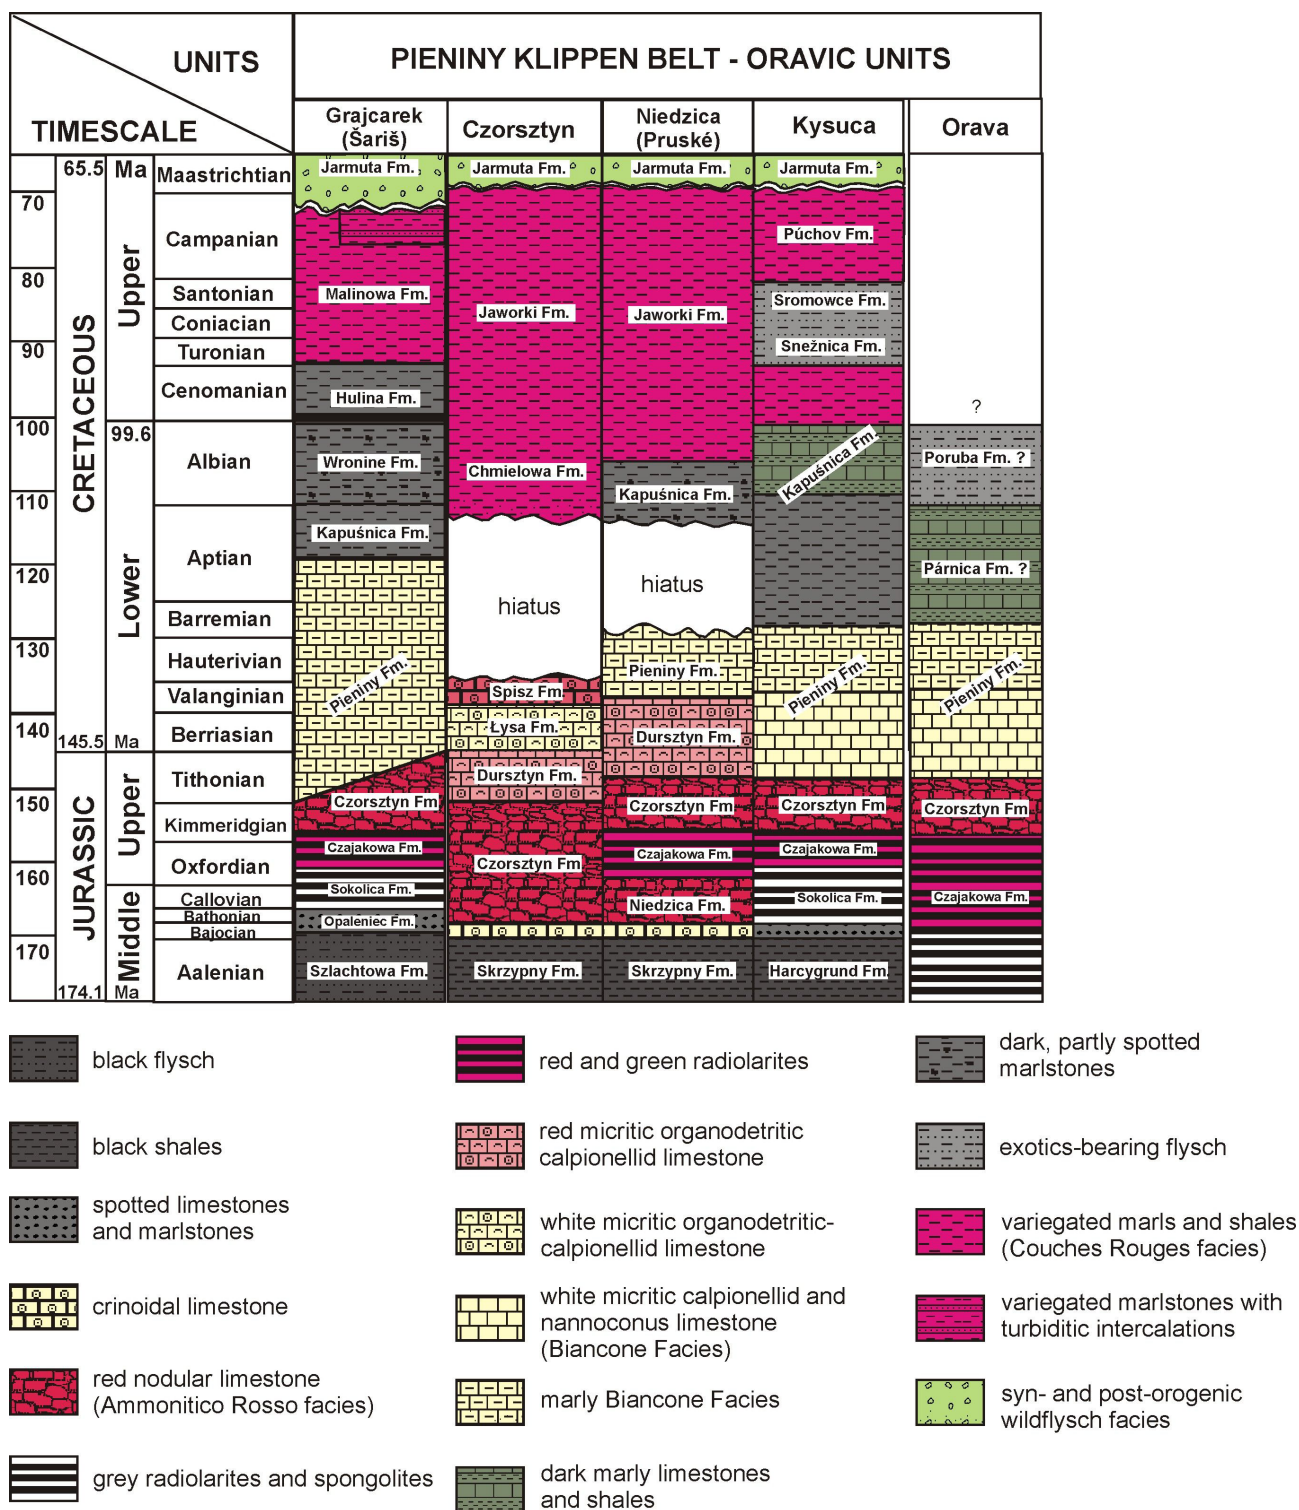 UNITS
PIENINY KLIPPEN BELT - ORAVIC UNITS
TIMESCALE
Grajcarek
(Šariš)
Czorsztyn
Niedzica
(Pruské)
Kysuca
Orava
65.5 Ma
70
80
90
100
110
120
130
140
150
160
170
CRETACEOUS
JURASSIC
Upper
99.6
Lower
145.5 Ma
Upper
Middle
174.1 Ma
Maastrichtian
Campanian
Santonian
Coniacian
Turonian
Cenomanian
Albian
Aptian
Barremian
Hauterivian
Valanginian
Berriasian
Tithonian
Kimmeridgian
Oxfordian
Callovian
Bathonian
Bajocian
Aalenian
Jarmuta Fm.
Malinowa Fm.
Hulina Fm.
Wronine Fm.
Kapuśnica Fm.
Pieniny Fm.
Czorsztyn Fm
Czajakowa Fm.
Sokolica Fm.
Opaleniec Fm.
Szlachtowa Fm.
Jarmuta Fm.
Jaworki Fm.
Chmielowa Fm.
hiatus
Spisz Fm.
Łysa Fm.
Dursztyn Fm.
Czorsztyn Fm
Skrzypny Fm.
Jarmuta Fm.
Jaworki Fm.
Kapuśnica Fm.
hiatus
Pieniny Fm.
Dursztyn Fm.
Czorsztyn Fm
Czajakowa Fm.
Niedzica Fm.
Skrzypny Fm.
Jarmuta Fm.
Púchov Fm.
Sromowce Fm.
Snežnica Fm.
Kapuśnica Fm.
Pieniny Fm.
Czorsztyn Fm
Czajakowa Fm.
Sokolica Fm.
Harcygrund Fm.
?
Poruba Fm. ?
Párnica Fm. ?
Pieniny Fm.
Czorsztyn Fm
Czajakowa Fm.
black flysch
black shales
spotted limestones
and marlstones
crinoidal limestone
red nodular limestone
(Ammonitico Rosso facies)
grey radiolarites and spongolites
red and green radiolarites
red micritic organodetritic
calpionellid limestone
white micritic organodetritic-
calpionellid limestone
white micritic calpionellid and
nannoconus limestone
(Biancone Facies)
marly Biancone Facies
dark marly limestones
and shales
dark, partly spotted
marlstones
exotics-bearing flysch
variegated marls and shales
(Couches Rouges facies)
variegated marlstones with
turbiditic intercalations
syn- and post-orogenic
wildflysch facies